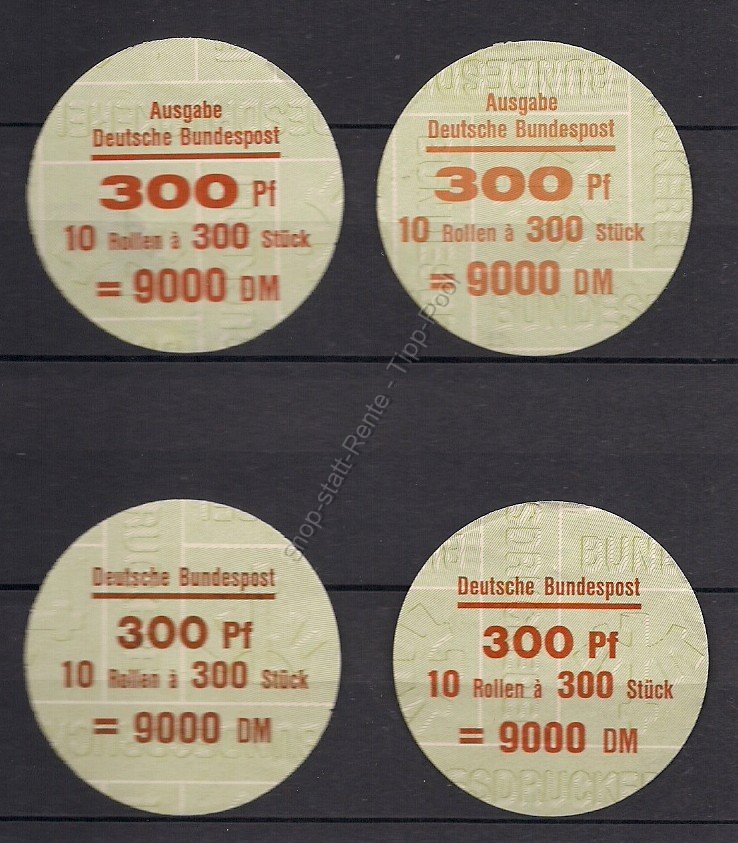 Ausgabe
Deutsche Bundespost
300 Pf
10 Rollen à 300 Stück
= 9000 DM
Ausgabe
Deutsche Bundespost
300 Pf
10 Rollen à 300 Stück
= 9000 DM
shop-statt-Rente - Tipp-Pool
Deutsche Bundespost
300 Pf
10 Rollen à 300 Stück
= 9000 DM
Deutsche Bundespost
300 Pf
10 Rollen à 300 Stück
= 9000 DM